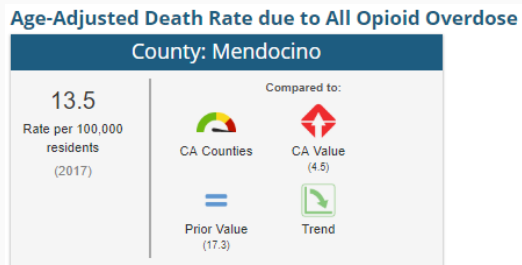 Age-Adjusted Death Rate due to All Opioid Overdose
County: Mendocino
13.5
Rate per 100,000
residents
(2017)
Compared to:
CA Counties
CA Value
(4.5)
Prior Value
(17.3)
Trend